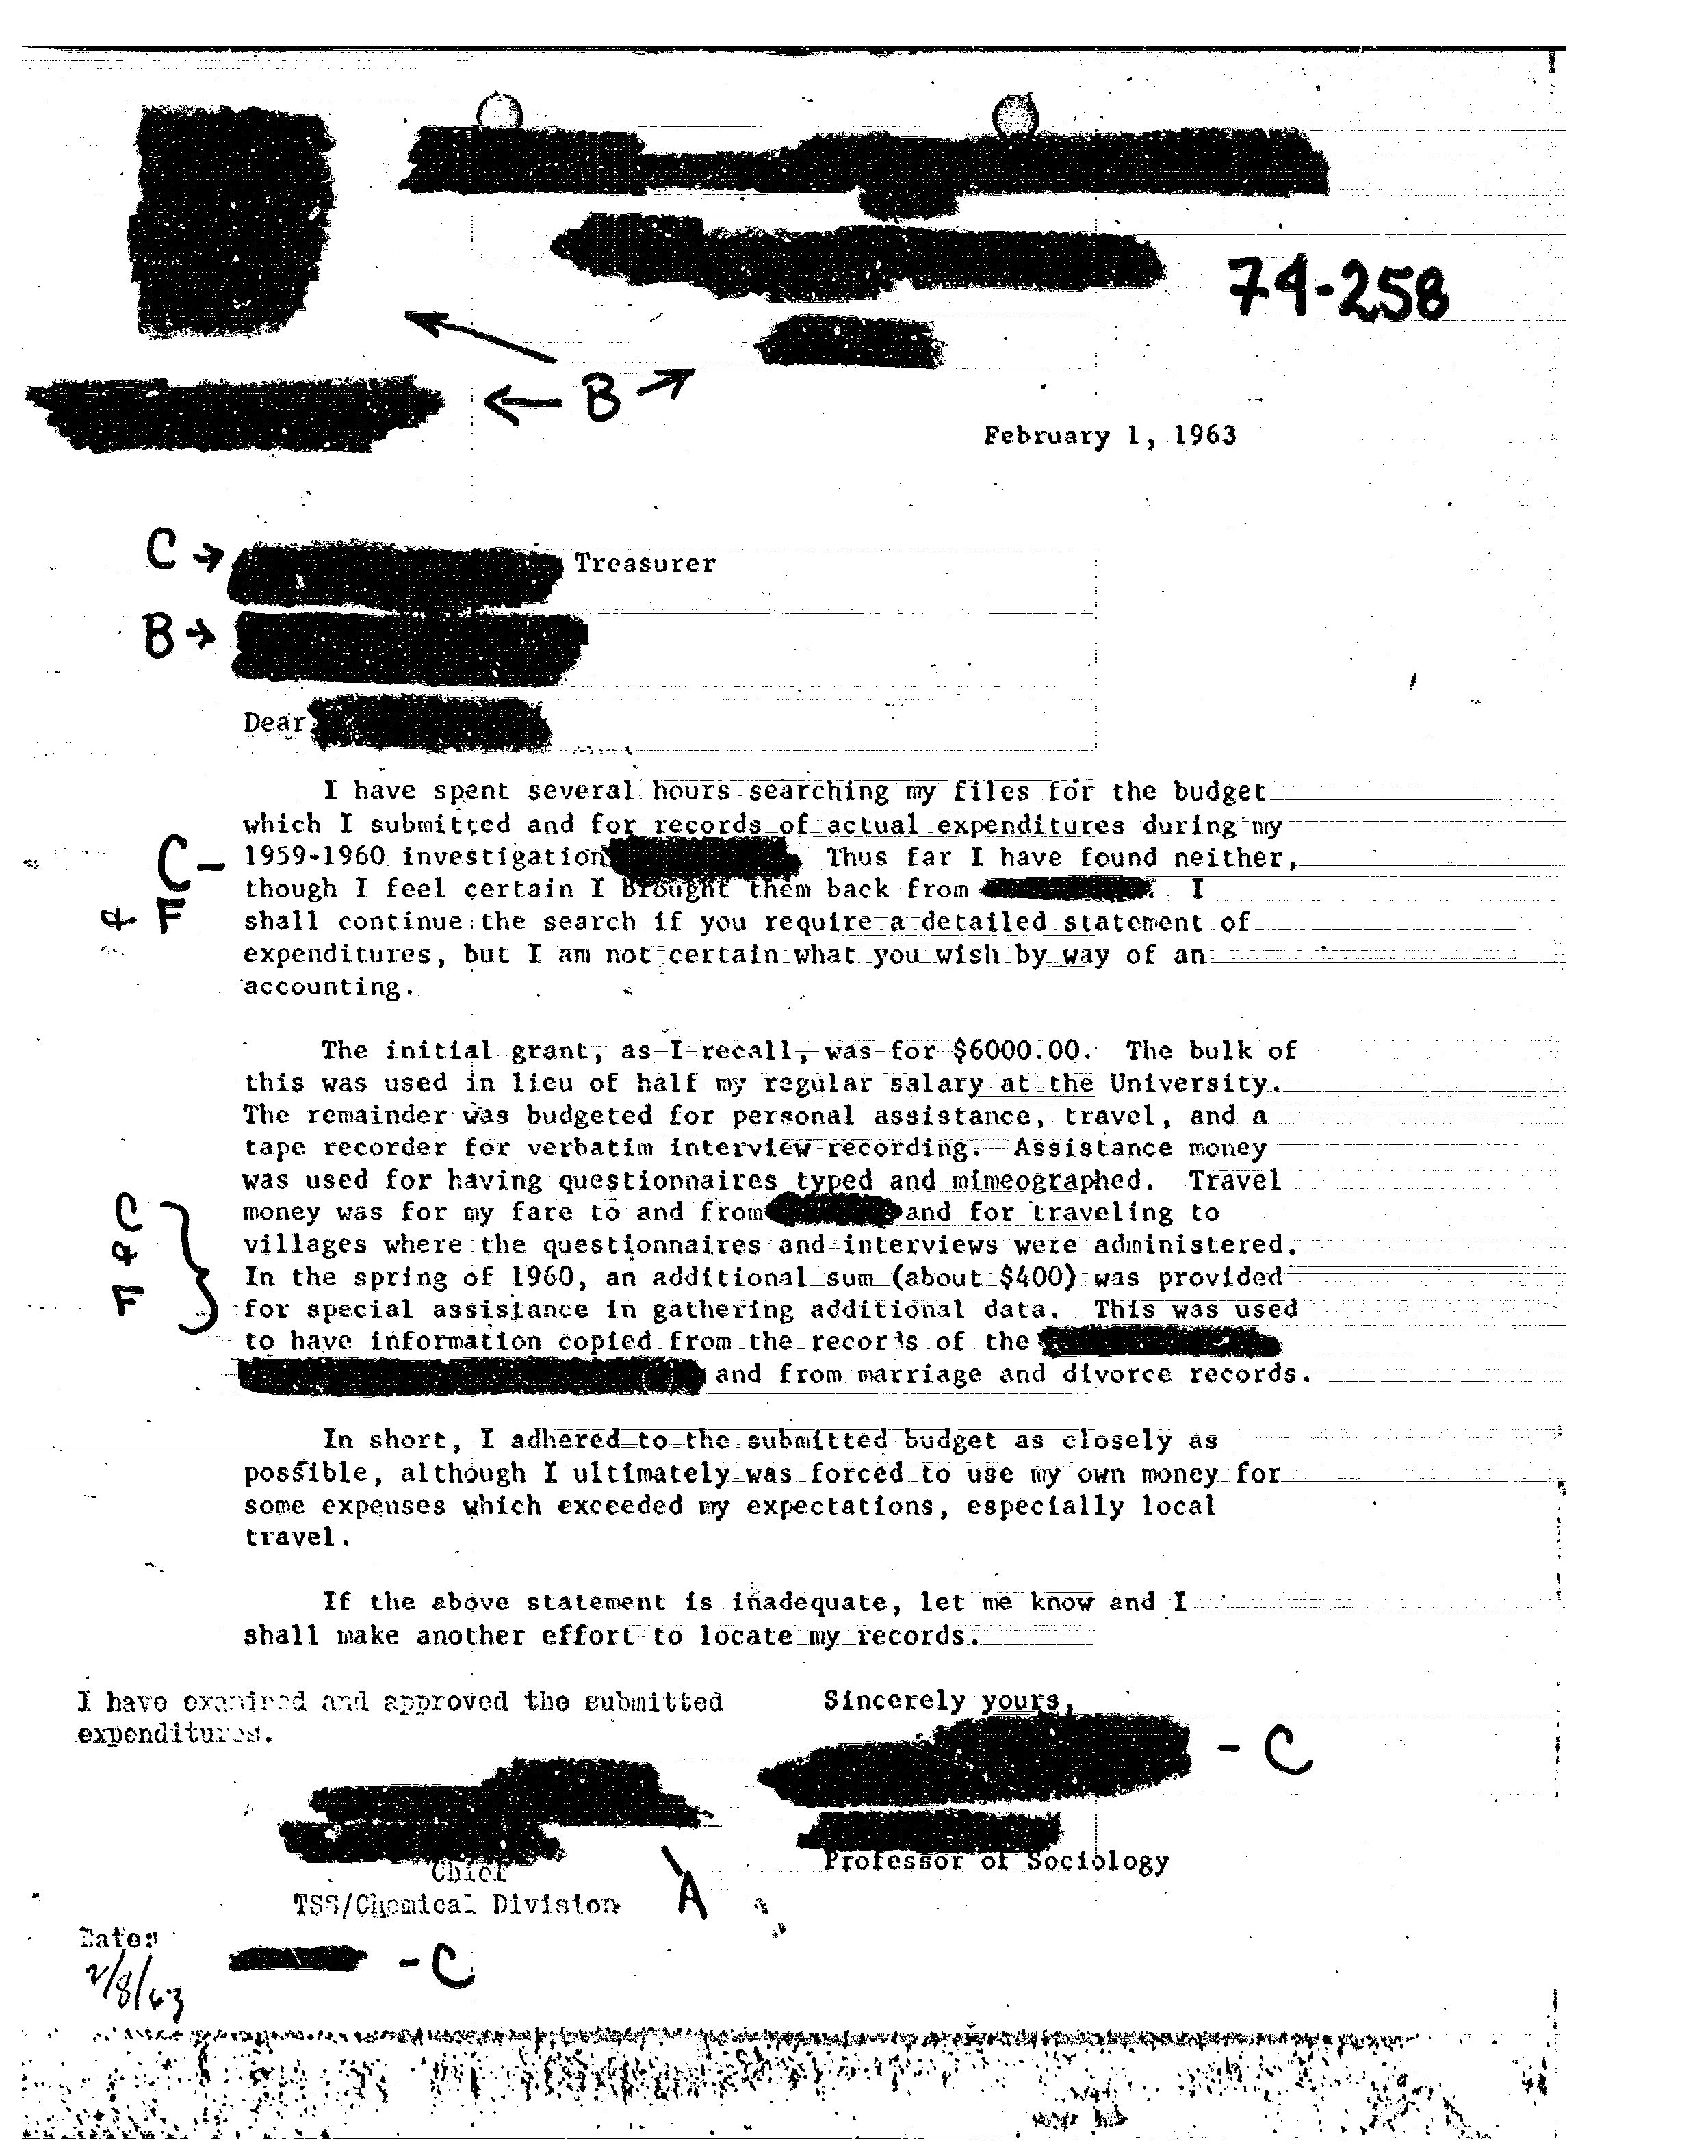 74-258
B
February 1, 1963
C Treasurer
B
Dear
I have spent several hours searching my files for the budget
which I submitted and for records of actual expenditures during my
1959-1960 investigation Thus far I have found neither,
C-
though I feel certain I brought them back from I
& F
shall continue the search if you require a detailed statement of
expenditures, but I am not certain what you wish by way of an
accounting.
The initial grant, as I recall, was for $6000.00. The bulk of
this was used in lieu of half my regular salary at the University.
The remainder was budgeted for personal assistance, travel, and a
tape recorder for verbatim interview recording. Assistance money
was used for having questionnaires typed and mimeographed. Travel
C
money was for my fare to and from and for traveling to
&
villages where the questionnaires and interviews were administered.
In the spring of 1960, an additional sum (about $400) was provided
F
for special assistance in gathering additional data. This was used
to have information copied from the records of the
and from marriage and divorce records.
In short, I adhered to the submitted budget as closely as
possible, although I ultimately was forced to use my own money for
some expenses which exceeded my expectations, especially local
travel.
If the above statement is inadequate, let me know and I
shall make another effort to locate my records.
I have examined and approved the submitted
expenditures.
Sincerely yours,
- C
Professor of Sociology
Chief
TSS/Chemical Division
A
Date:
2/8/63
- C